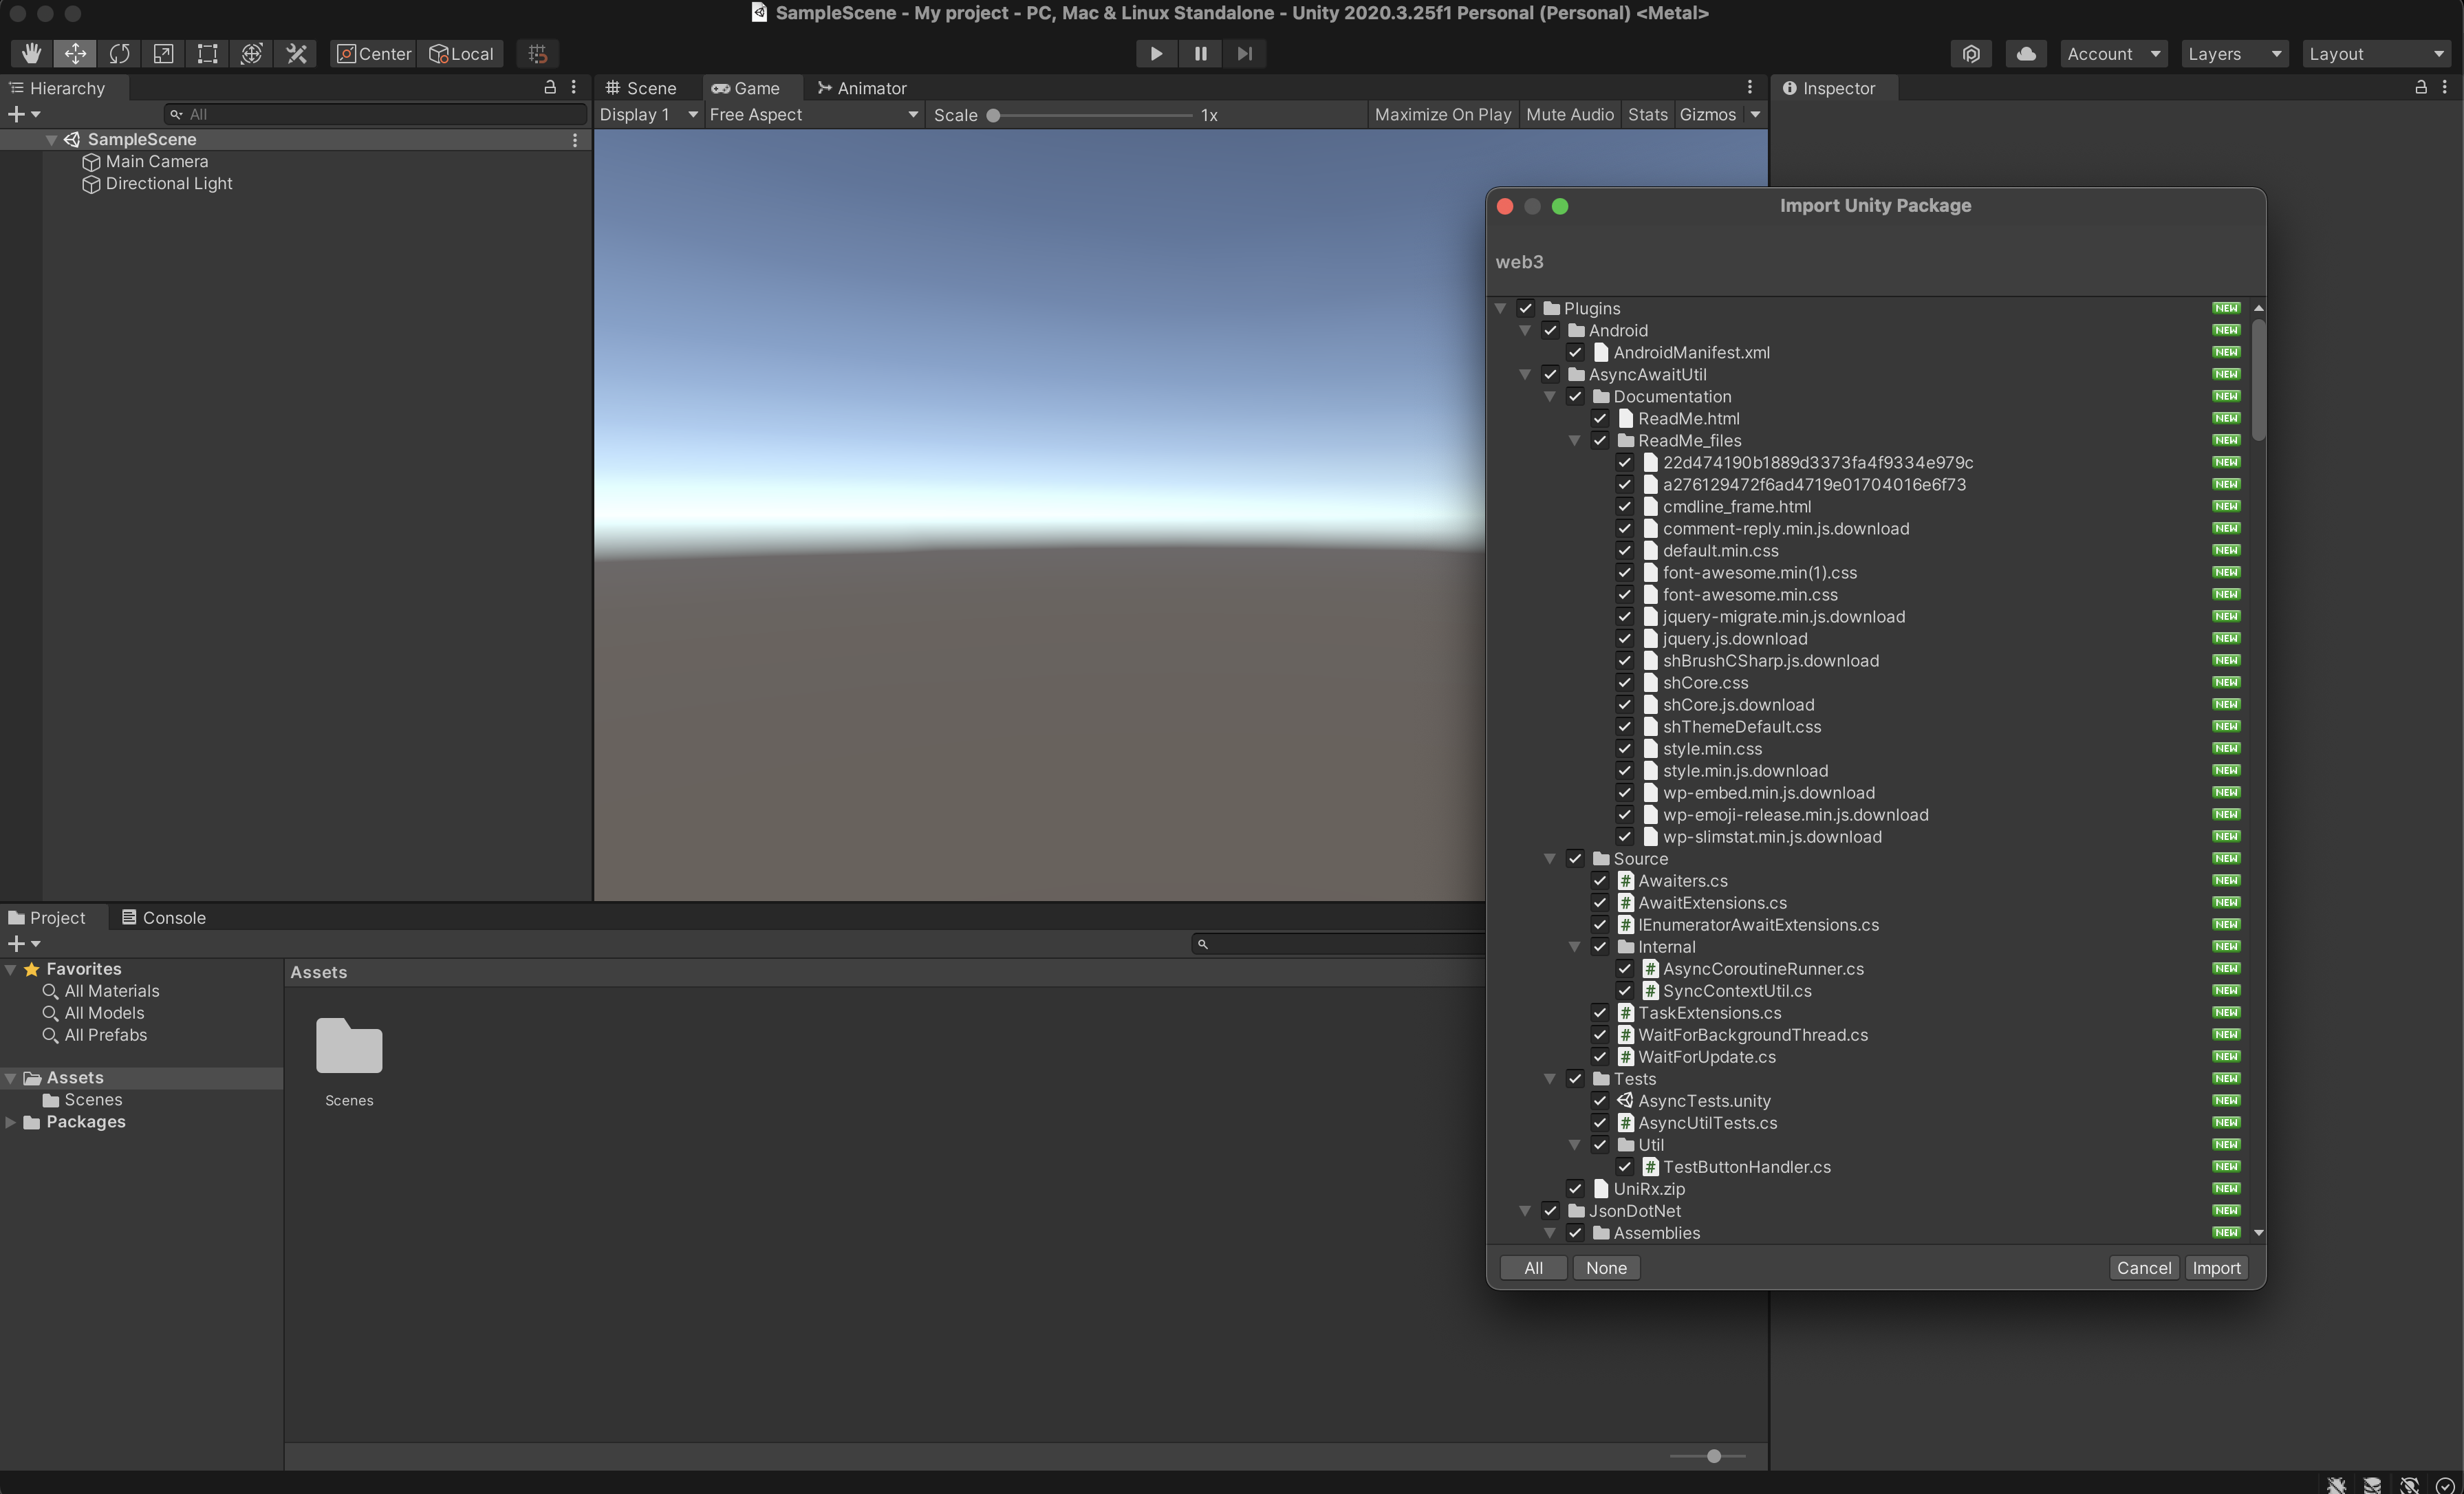 SampleScene - My project - PC, Mac & Linux Standalone - Unity 2020.3.25f1 Personal (Personal) <Metal>
Center
Local
Account
Layers
Layout
Hierarchy
All
SampleScene
Main Camera
Directional Light
Scene
Game
Animator
Display 1
Free Aspect
Scale
1x
Maximize On Play
Mute Audio
Stats
Gizmos
Inspector
Import Unity Package
web3
Plugins NEW
Android NEW
AndroidManifest.xml NEW
AsyncAwaitUtil NEW
Documentation NEW
ReadMe.html NEW
ReadMe_files NEW
22d474190b1889d3373fa4f9334e979c NEW
a276129472f6ad4719e01704016e6f73 NEW
cmdline_frame.html NEW
comment-reply.min.js.download NEW
default.min.css NEW
font-awesome.min(1).css NEW
font-awesome.min.css NEW
jquery-migrate.min.js.download NEW
jquery.js.download NEW
shBrushCSharp.js.download NEW
shCore.css NEW
shCore.js.download NEW
shThemeDefault.css NEW
style.min.css NEW
style.min.js.download NEW
wp-embed.min.js.download NEW
wp-emoji-release.min.js.download NEW
wp-slimstat.min.js.download NEW
Source NEW
Awaiters.cs NEW
AwaitExtensions.cs NEW
IEnumeratorAwaitExtensions.cs NEW
Internal NEW
AsyncCoroutineRunner.cs NEW
SyncContextUtil.cs NEW
TaskExtensions.cs NEW
WaitForBackgroundThread.cs NEW
WaitForUpdate.cs NEW
Tests NEW
AsyncTests.unity NEW
AsyncUtilTests.cs NEW
Util NEW
TestButtonHandler.cs NEW
UniRx.zip NEW
JsonDotNet NEW
Assemblies NEW
All
None
Cancel
Import
Project
Console
Favorites
All Materials
All Models
All Prefabs
Assets
Scenes
Packages
Assets
Scenes